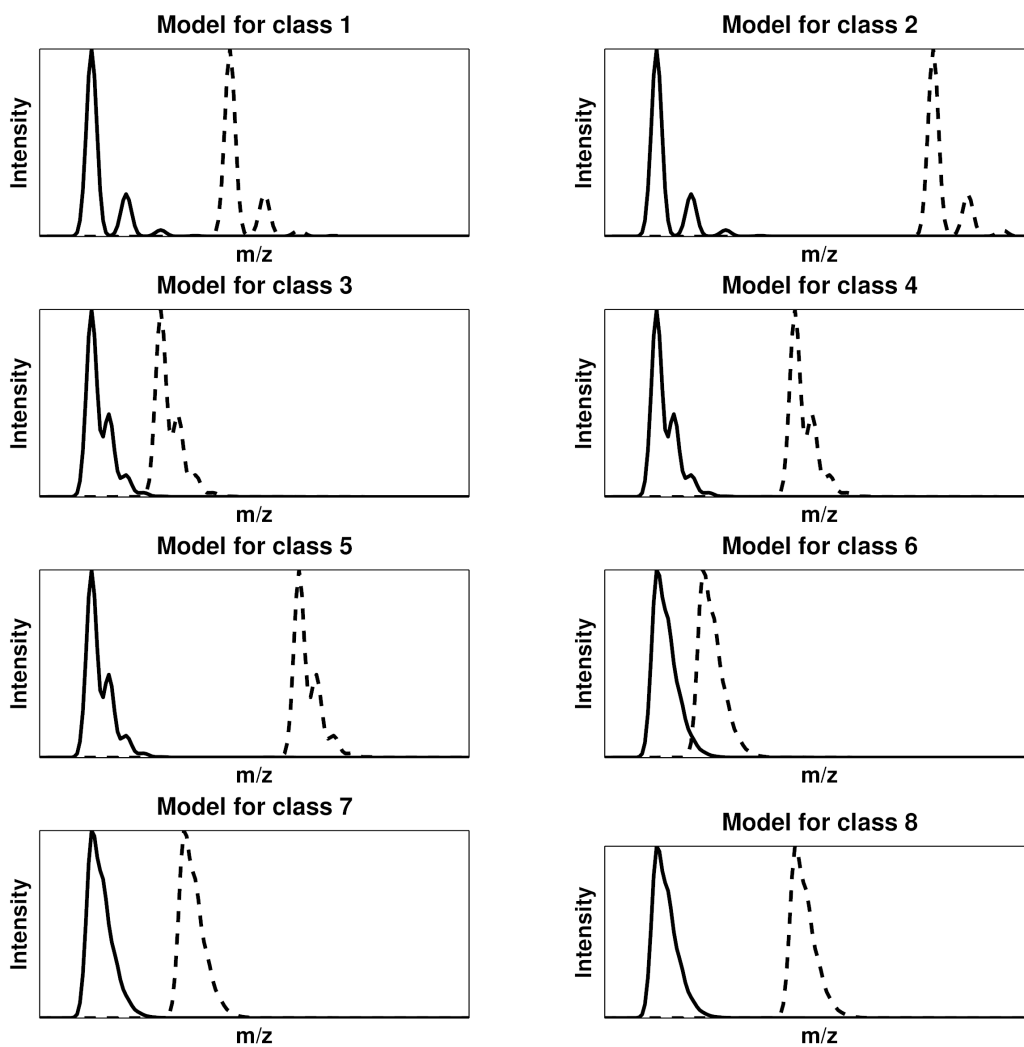 Model for class 1
Intensity
m/z
Model for class 2
Intensity
m/z
Model for class 3
Intensity
m/z
Model for class 4
Intensity
m/z
Model for class 5
Intensity
m/z
Model for class 6
Intensity
m/z
Model for class 7
Intensity
m/z
Model for class 8
Intensity
m/z